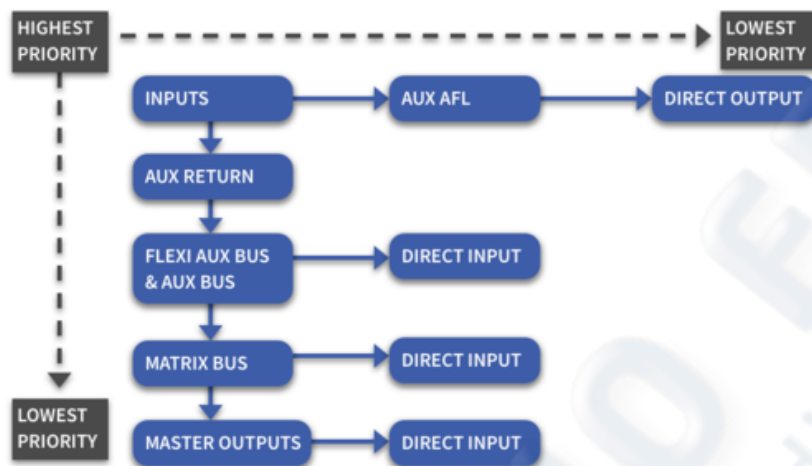 HIGHEST
PRIORITY
LOWEST
PRIORITY
INPUTS
AUX AFL
DIRECT OUTPUT
AUX RETURN
FLEXI AUX BUS
& AUX BUS
DIRECT INPUT
MATRIX BUS
DIRECT INPUT
LOWEST
PRIORITY
MASTER OUTPUTS
DIRECT INPUT